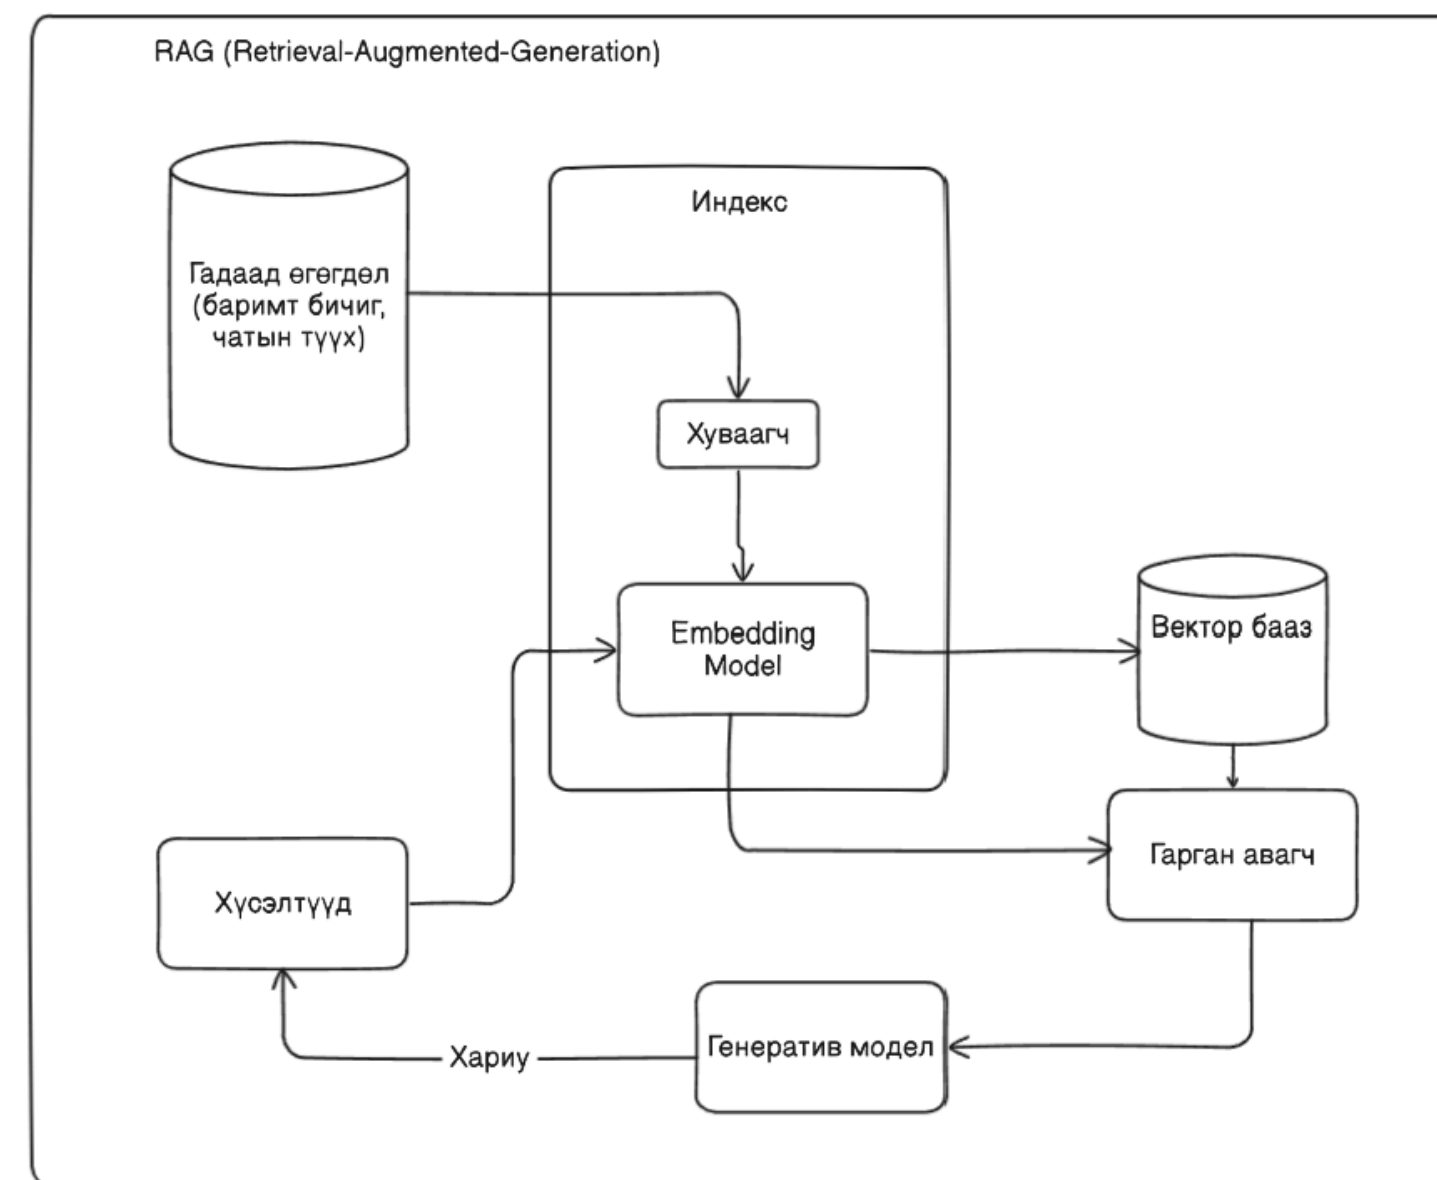 RAG (Retrieval-Augmented-Generation)
Индекс
Гадаад өгөгдөл
(баримт бичиг,
чатын түүх)
Хуваагч
Embedding
Model
Вектор бааз
Гарган авагч
Хүсэлтүүд
Генератив модел
Хариу